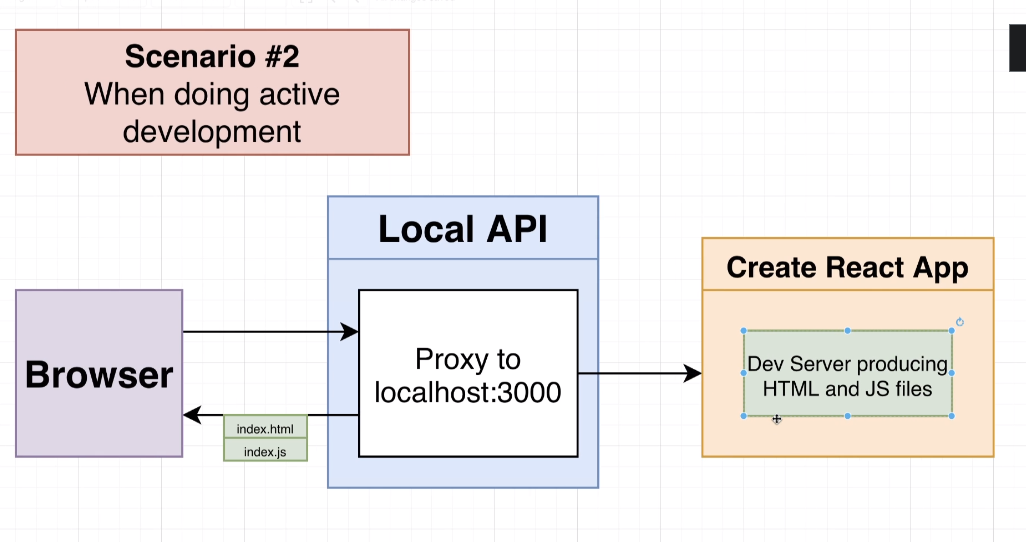 Scenario #2
When doing active
development
Local API
Create React App
Browser
Proxy to
localhost:3000
Dev Server producing
HTML and JS files
index.html
index.js